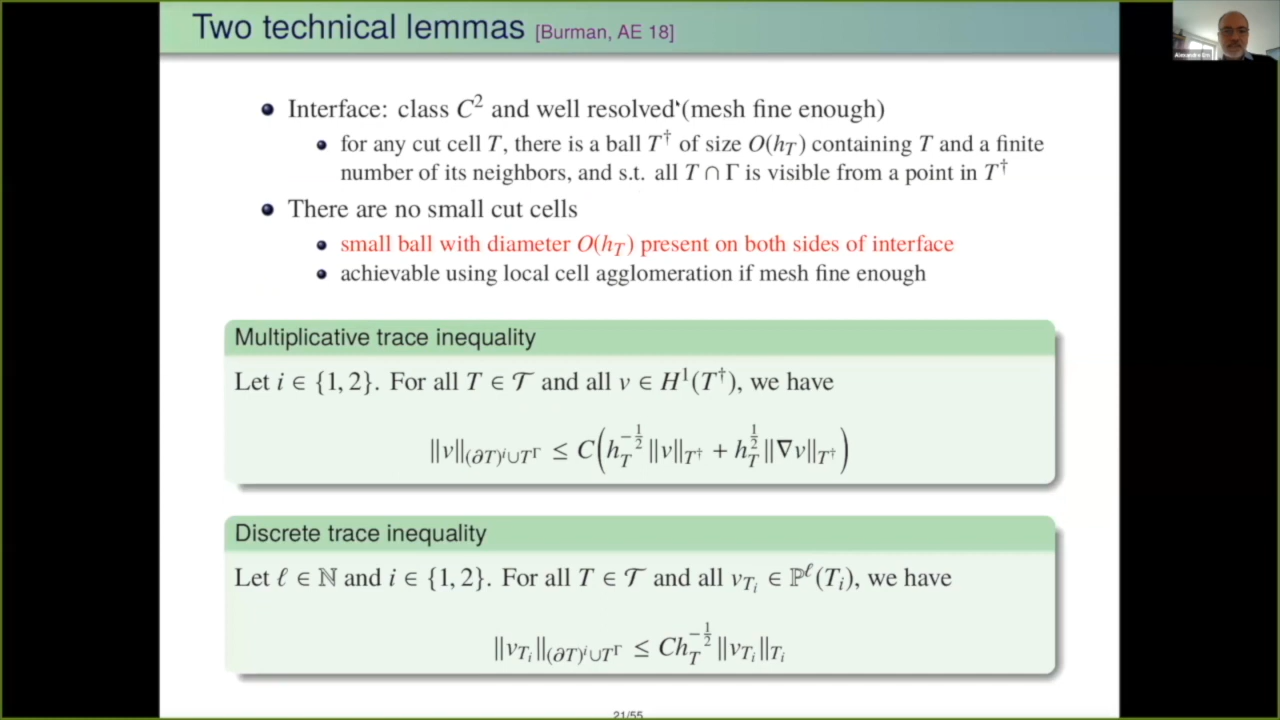 Two technical lemmas [Burman, AE 18]
Interface: class C² and well resolved (mesh fine enough)
for any cut cell T, there is a ball T† of size O(h_T) containing T and a finite
number of its neighbors, and s.t. all T ∩ Γ is visible from a point in T†
There are no small cut cells
small ball with diameter O(h_T) present on both sides of interface
achievable using local cell agglomeration if mesh fine enough
Multiplicative trace inequality
Let i ∈ {1, 2}. For all T ∈ 𝒯 and all v ∈ H¹(T†), we have
‖v‖_{(∂T)^i∪T^Γ} ≤ C(h_T^{-1/2}‖v‖_{T†} + h_T^{1/2}‖∇v‖_{T†})
Discrete trace inequality
Let ℓ ∈ ℕ and i ∈ {1, 2}. For all T ∈ 𝒯 and all v_{T_i} ∈ ℙ^ℓ(T_i), we have
‖v_{T_i}‖_{(∂T)^i∪T^Γ} ≤ Ch_T^{-1/2}‖v_{T_i}‖_{T_i}
21/55